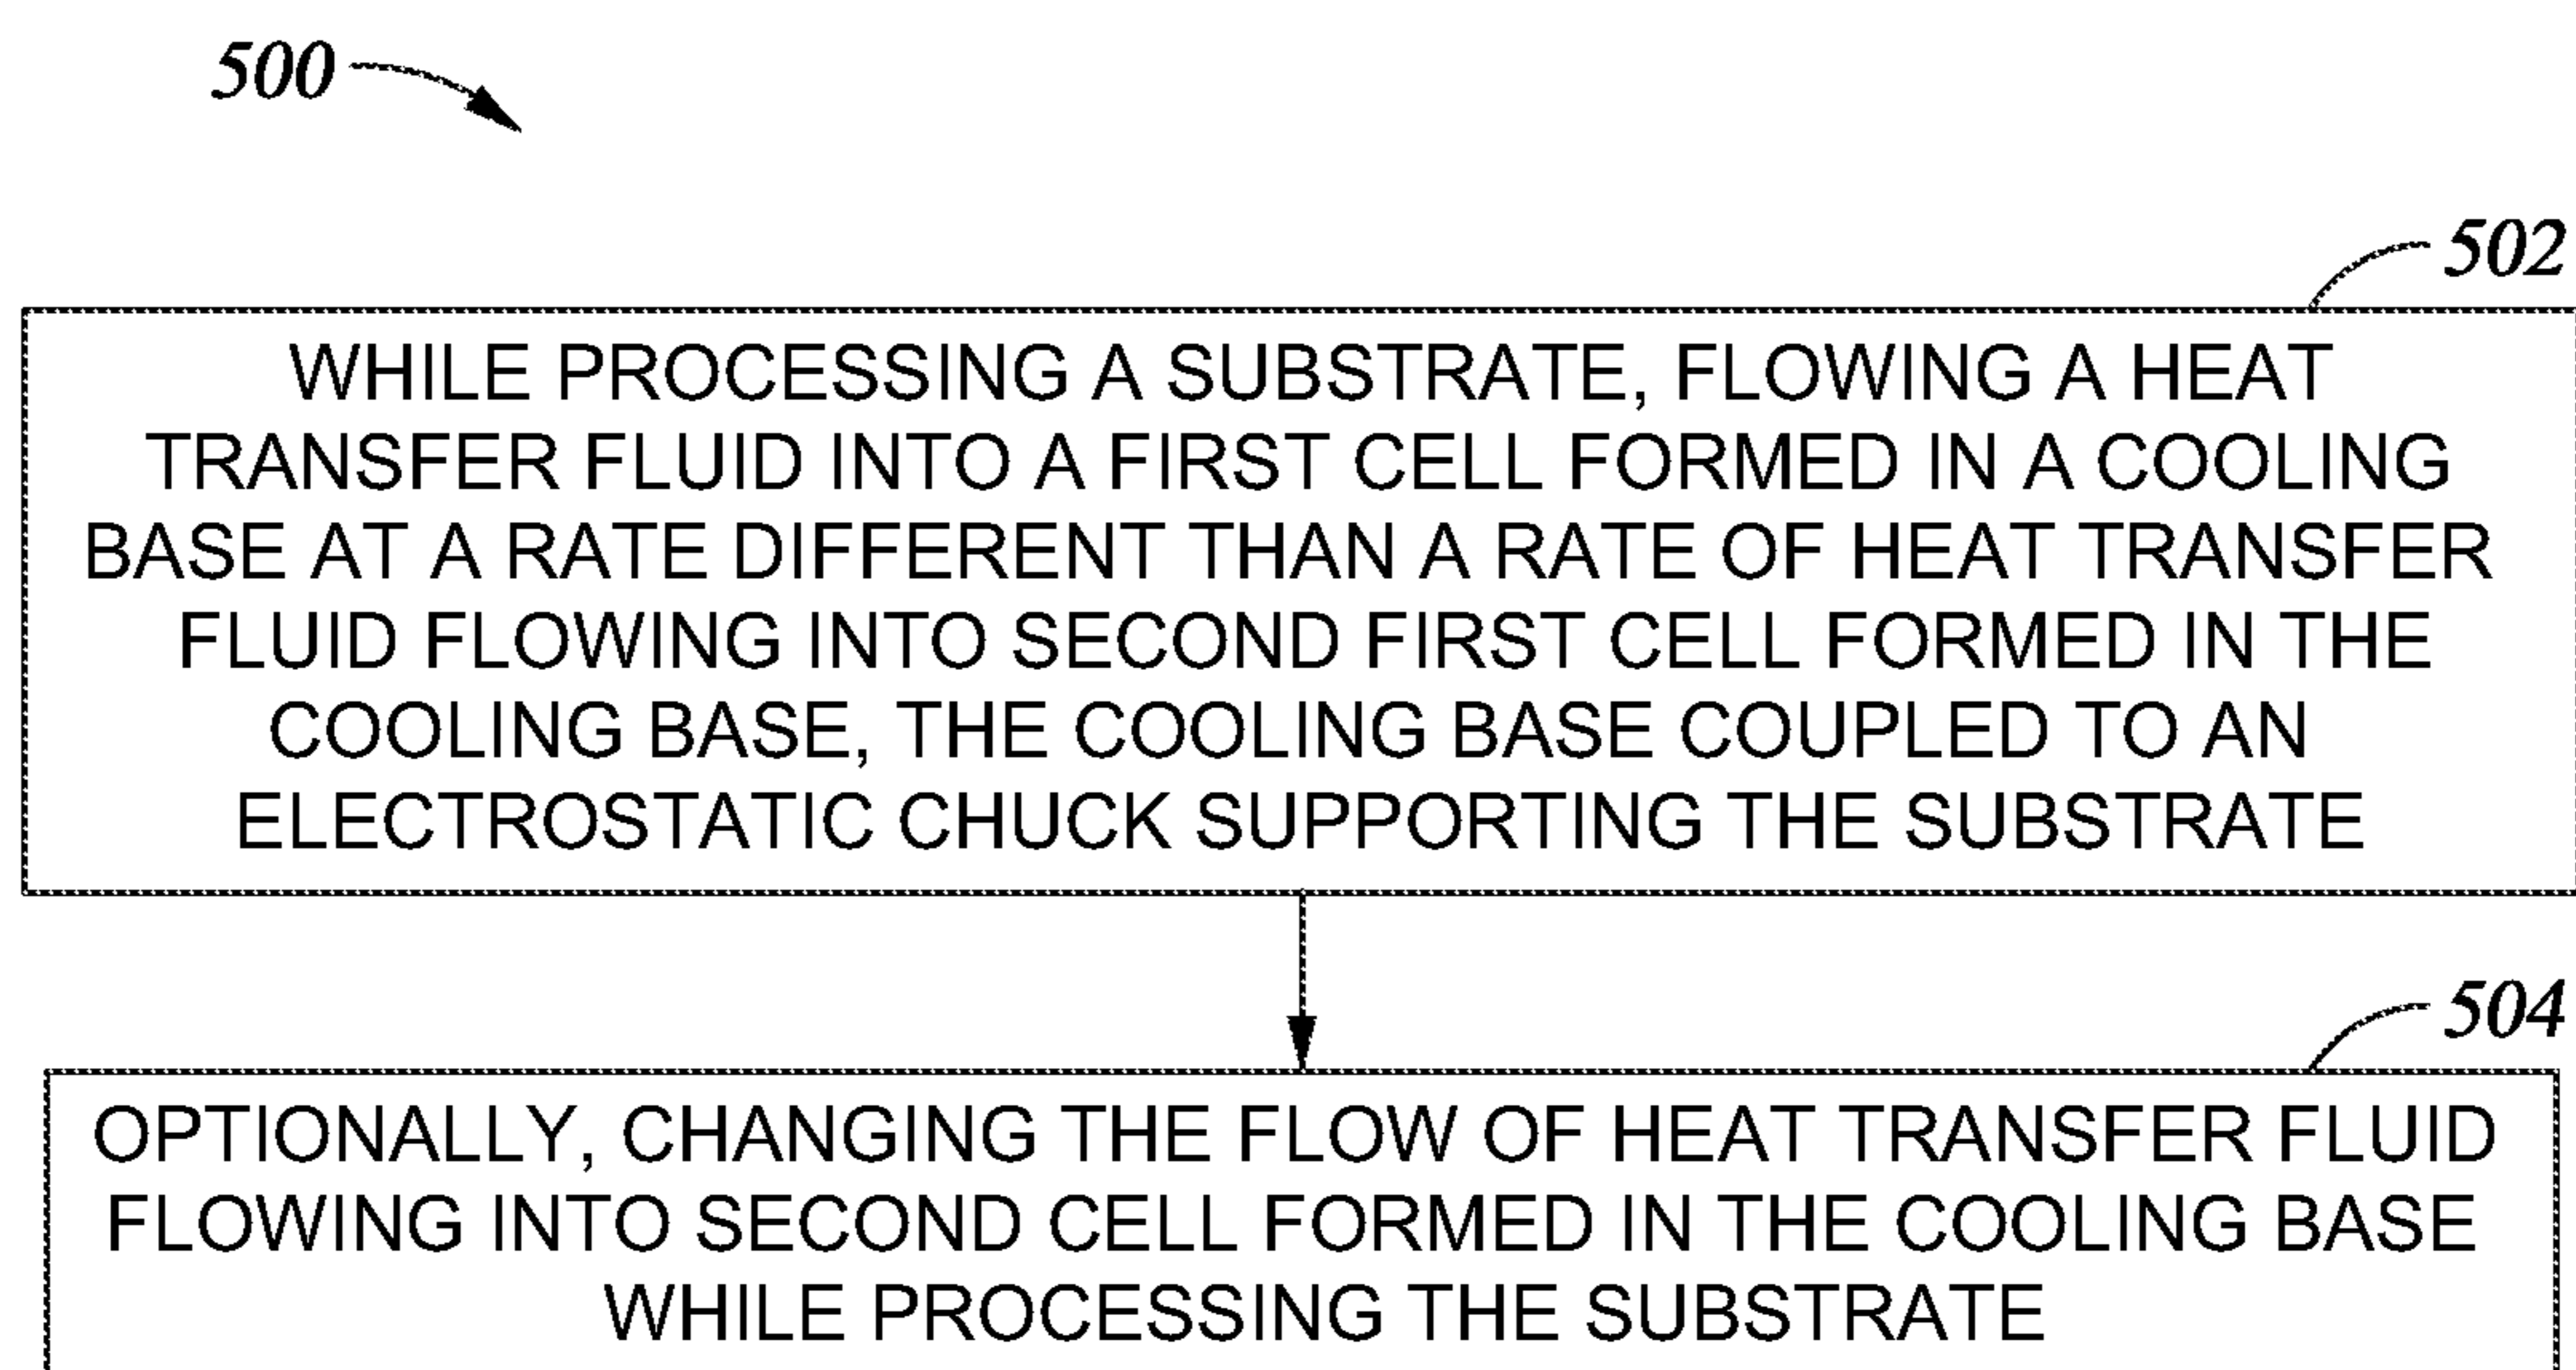 500
502
WHILE PROCESSING A SUBSTRATE, FLOWING A HEAT
TRANSFER FLUID INTO A FIRST CELL FORMED IN A COOLING
BASE AT A RATE DIFFERENT THAN A RATE OF HEAT TRANSFER
FLUID FLOWING INTO SECOND FIRST CELL FORMED IN THE
COOLING BASE, THE COOLING BASE COUPLED TO AN
ELECTROSTATIC CHUCK SUPPORTING THE SUBSTRATE
504
OPTIONALLY, CHANGING THE FLOW OF HEAT TRANSFER FLUID
FLOWING INTO SECOND CELL FORMED IN THE COOLING BASE
WHILE PROCESSING THE SUBSTRATE